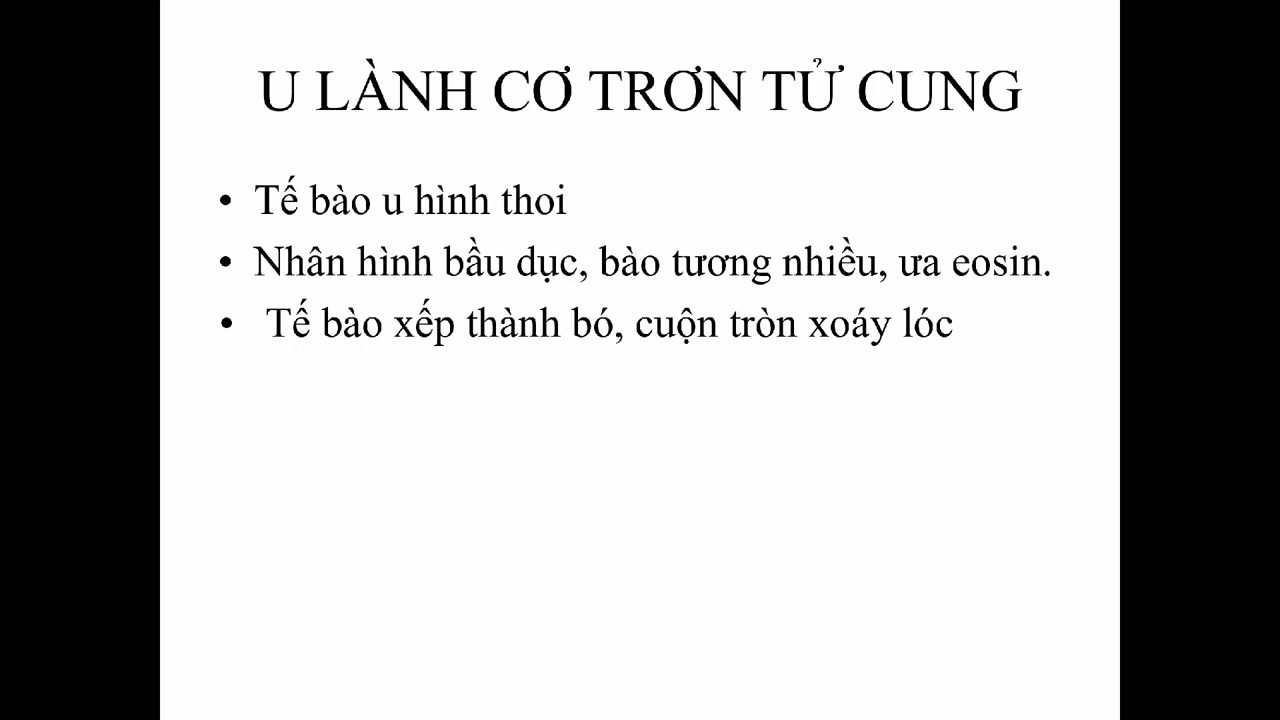 U LÀNH CƠ TRƠN TỬ CUNG
• Tế bào u hình thoi
• Nhân hình bầu dục, bào tương nhiều, ưa eosin.
• Tế bào xếp thành bó, cuộn tròn xoáy lóc